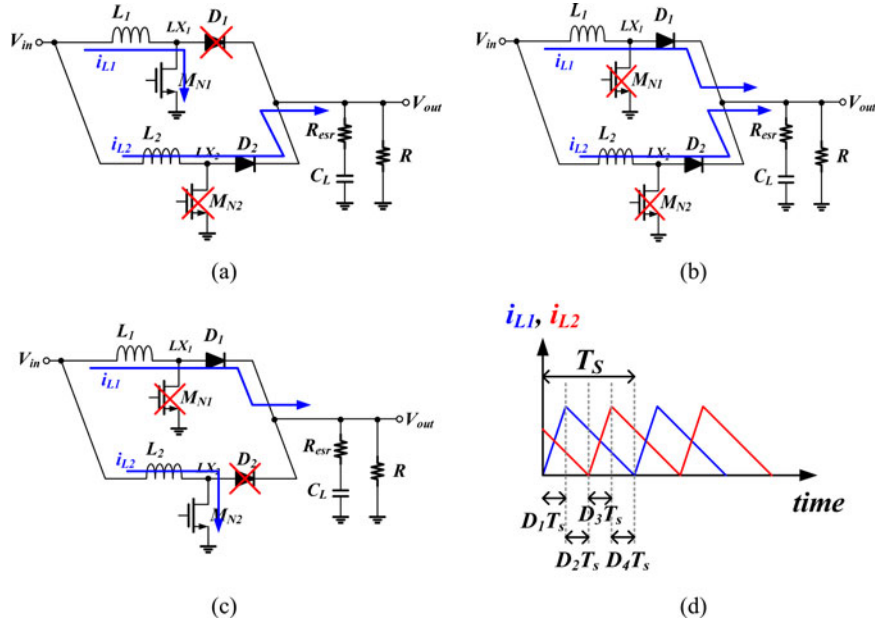 L1 LX1 D1
Vin
iL1 MN1
Vout
L2 LX2 D2 Resr
iL2 R
MN2 CL
(a)
L1 LX1 D1
Vin
iL1 MN1
Vout
L2 LX2 D2 Resr
iL2 R
MN2 CL
(b)
L1 LX1 D1
Vin
iL1 MN1
Vout
L2 LX D2 Resr
iL2 R
MN2 CL
(c)
iL1, iL2
TS
time
D1Ts D3Ts
D2Ts D4Ts
(d)